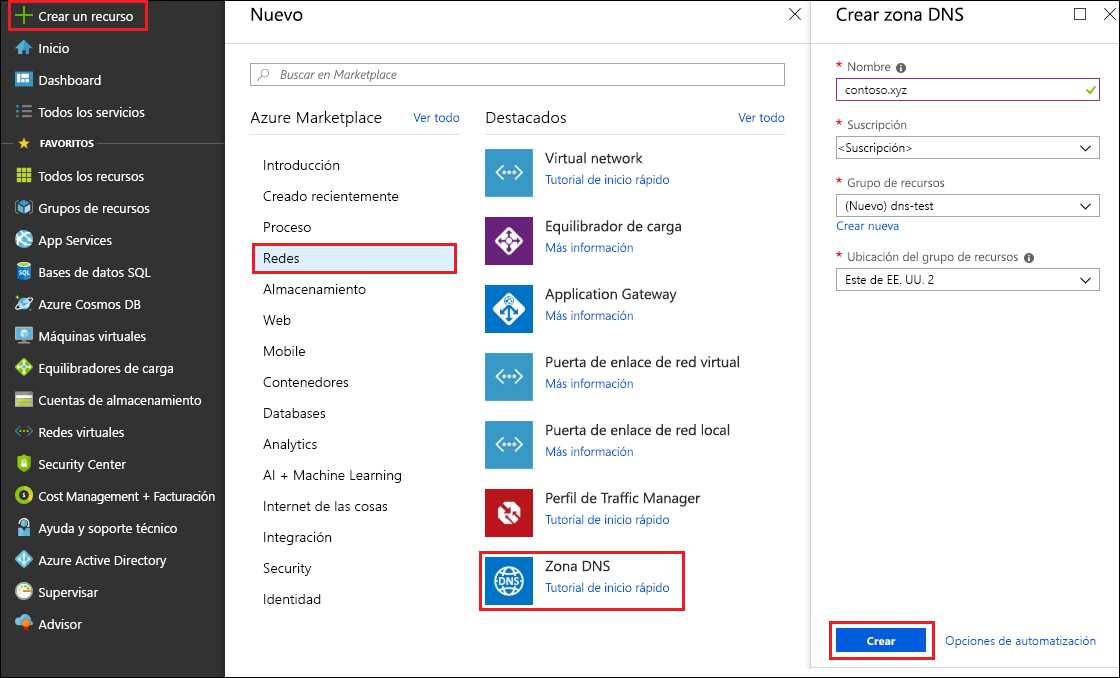 Crear un recurso
Inicio
Dashboard
Todos los servicios
FAVORITOS
Todos los recursos
Grupos de recursos
App Services
Bases de datos SQL
Azure Cosmos DB
Máquinas virtuales
Equilibradores de carga
Cuentas de almacenamiento
Redes virtuales
Security Center
Cost Management + Facturación
Ayuda y soporte técnico
Azure Active Directory
Supervisar
Advisor
Nuevo
Buscar en Marketplace
Azure Marketplace
Ver todo
Introducción
Creado recientemente
Proceso
Redes
Almacenamiento
Web
Mobile
Contenedores
Databases
Analytics
AI + Machine Learning
Internet de las cosas
Integración
Security
Identidad
Destacados
Ver todo
Virtual network
Tutorial de inicio rápido
Equilibrador de carga
Más información
Application Gateway
Más información
Puerta de enlace de red virtual
Más información
Puerta de enlace de red local
Más información
Perfil de Traffic Manager
Tutorial de inicio rápido
DNS
Zona DNS
Tutorial de inicio rápido
Crear zona DNS
* Nombre
contoso.xyz
* Suscripción
<Suscripción>
* Grupo de recursos
(Nuevo) dns-test
Crear nueva
* Ubicación del grupo de recursos
Este de EE. UU. 2
Crear
Opciones de automatización